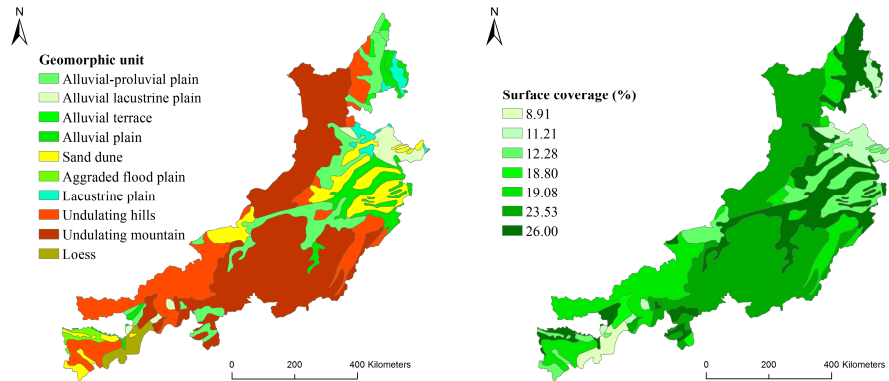 N
Geomorphic unit
Alluvial-proluvial plain
Alluvial lacustrine plain
Alluvial terrace
Alluvial plain
Sand dune
Aggraded flood plain
Lacustrine plain
Undulating hills
Undulating mountain
Loess
0 200 400 Kilometers
N
Surface coverage (%)
8.91
11.21
12.28
18.80
19.08
23.53
26.00
0 200 400 Kilometers